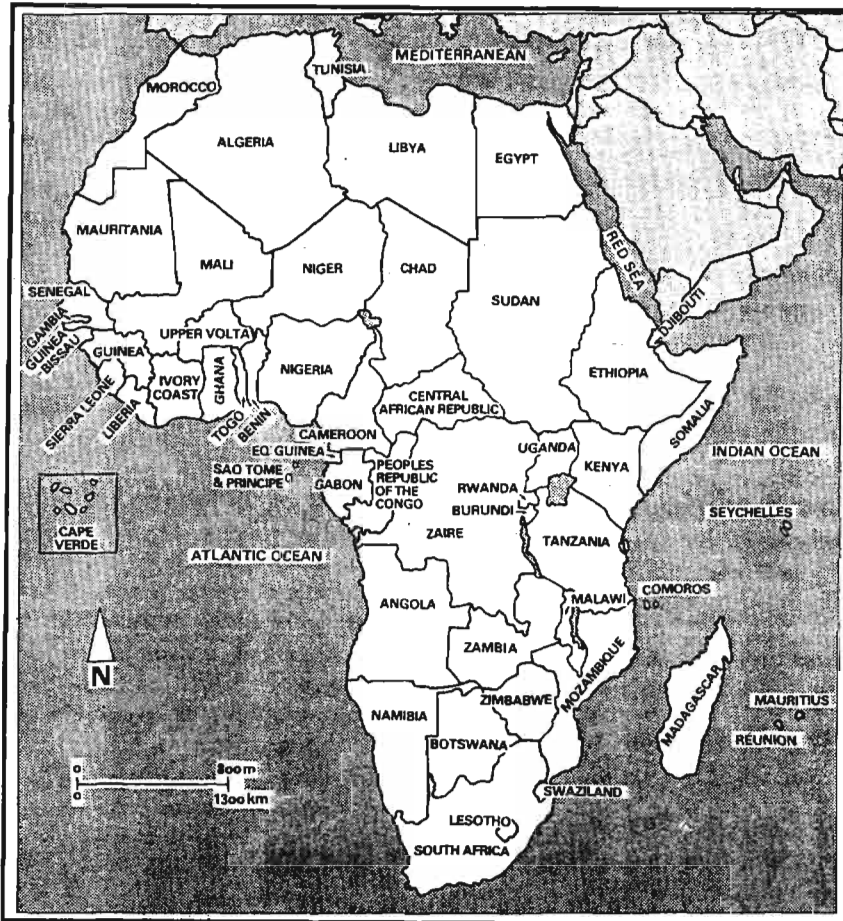 MEDITERRANEAN
TUNISIA
MOROCCO
ALGERIA
LIBYA
EGYPT
MAURITANIA
MALI
NIGER
CHAD
SUDAN
RED SEA
DJIBOUTI
SENEGAL
GAMBIA
GUINEA
BISSAU
GUINEA
UPPER VOLTA
NIGERIA
ETHIOPIA
SIERRA LEONE
LIBERIA
IVORY
COAST
GHANA
TOGO
BENIN
CENTRAL
AFRICAN REPUBLIC
SOMALIA
CAMEROON
EQ GUINEA
SAO TOME
& PRINCIPE
GABON
PEOPLES
REPUBLIC
OF THE
CONGO
UGANDA
KENYA
INDIAN OCEAN
RWANDA
BURUNDI
ZAIRE
TANZANIA
SEYCHELLES
CAPE
VERDE
ATLANTIC OCEAN
ANGOLA
MALAWI
COMOROS
N
ZAMBIA
MOZAMBIQUE
MADAGASCAR
ZIMBABWE
NAMIBIA
BOTSWANA
MAURITIUS
RÉUNION
0 800m
0 1300 km
SWAZILAND
LESOTHO
SOUTH AFRICA